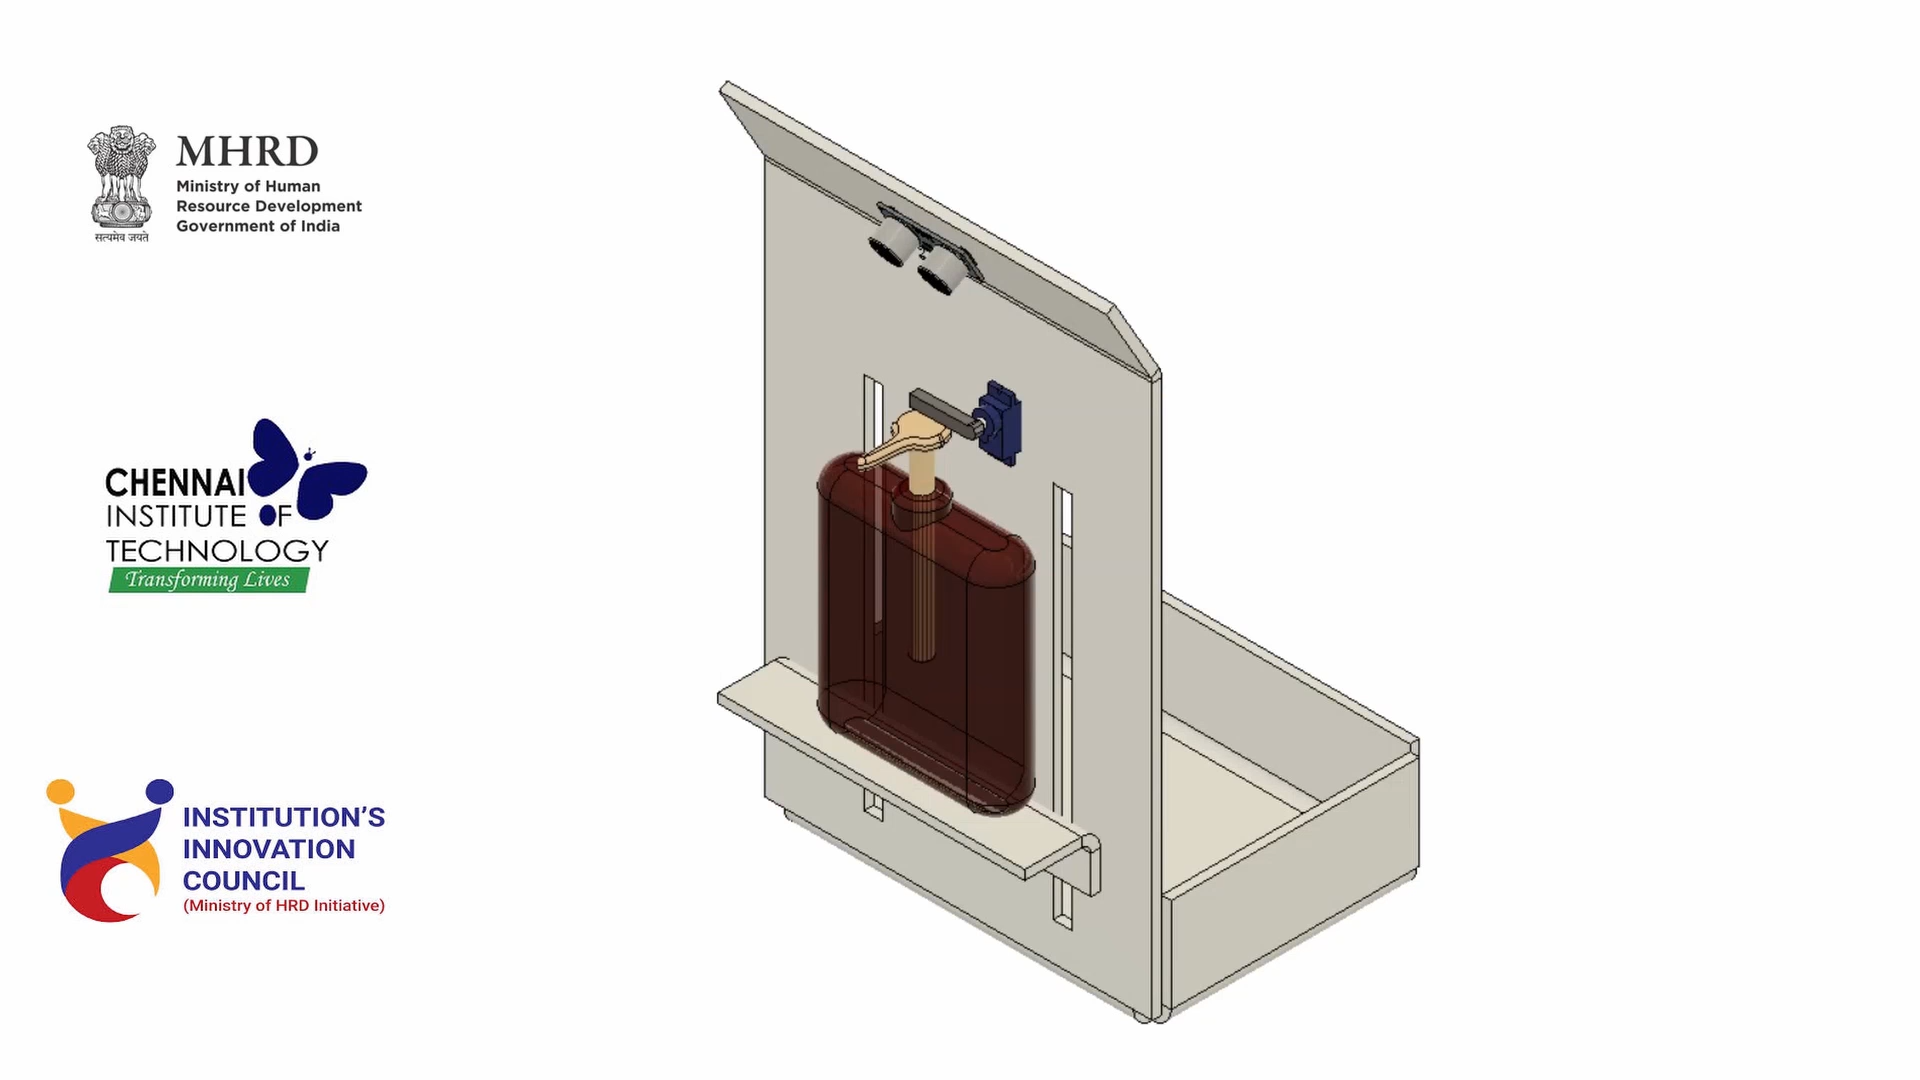 MHRD
Ministry of Human
Resource Development
Government of India
सत्यमेव जयते
CHENNAI
INSTITUTE OF
TECHNOLOGY
Transforming Lives
INSTITUTION'S
INNOVATION
COUNCIL
(Ministry of HRD Initiative)